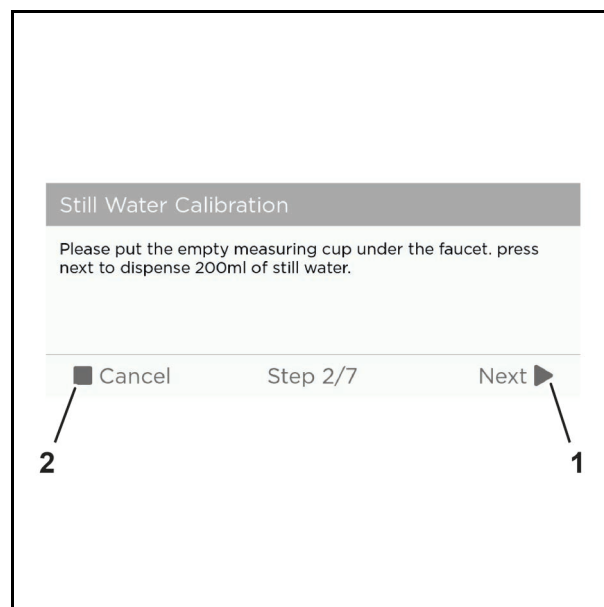 Still Water Calibration
Please put the empty measuring cup under the faucet. press
next to dispense 200ml of still water.
Cancel Step 2/7 Next
2 1